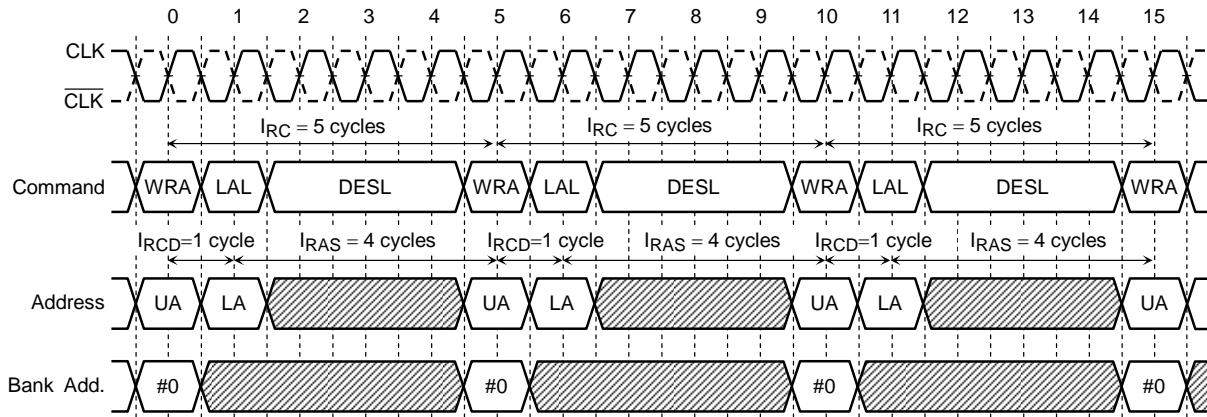 0 1 2 3 4 5 6 7 8 9 10 11 12 13 14 15
CLK
CLK
IRC = 5 cycles IRC = 5 cycles IRC = 5 cycles
Command WRA LAL DESL WRA LAL DESL WRA LAL DESL WRA
IRCD=1 cycle IRAS = 4 cycles IRCD=1 cycle IRAS = 4 cycles IRCD=1 cycle IRAS = 4 cycles
Address UA LA UA LA UA LA UA
Bank Add. #0 #0 #0 #0